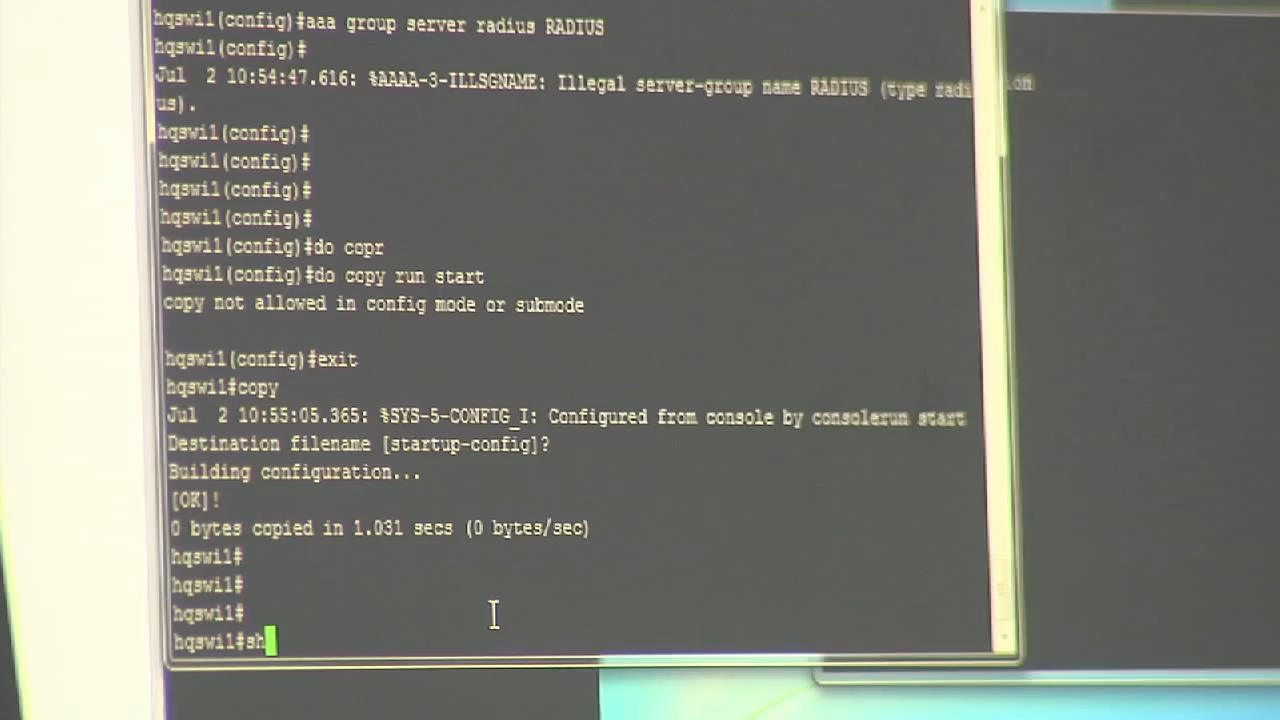 hqswi1(config)#aaa group server radius RADIUS
hqswi1(config)#
Jul  2 10:54:47.616: %AAAA-3-ILLSGNAME: Illegal server-group name RADIUS (type radi
us).
hqswi1(config)#
hqswi1(config)#
hqswi1(config)#
hqswi1(config)#
hqswi1(config)#do copr
hqswi1(config)#do copy run start
copy not allowed in config mode or submode
hqswi1(config)#exit
hqswi1#copy
Jul  2 10:55:05.365: %SYS-5-CONFIG_I: Configured from console by consolerun start
Destination filename [startup-config]?
Building configuration...
[OK]!
0 bytes copied in 1.031 secs (0 bytes/sec)
hqswi1#
hqswi1#
hqswi1#
hqswi1#sh